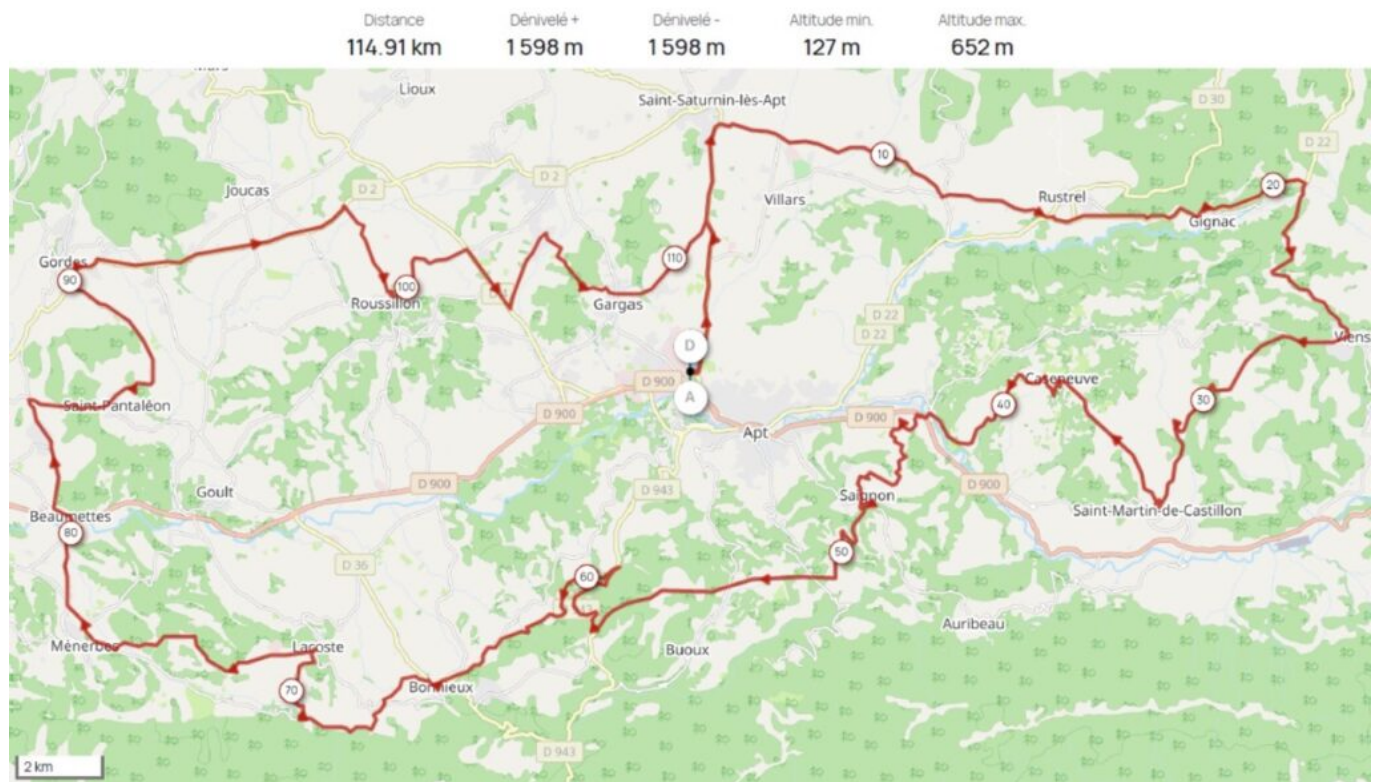 Distance
114.91 km
Dénivelé +
1 598 m
Dénivelé -
1 598 m
Altitude min.
127 m
Altitude max.
652 m
Lioux
Saint-Saturnin-lès-Apt
D 30
D 22
10
Joucas
D 2
D 2
Villars
Rustrel
20
Gignac
Gordes
90
110
100
Roussillon
Gargas
D 22
D 22
Viens
D
D 900
A
Caseneuve
30
40
Saint-Pantaléon
D 900
D 900
Apt
D 900
D 943
Goult
Saignon
D 900
Saint-Martin-de-Castillon
Beaumettes
80
50
D 36
60
Auribeau
Ménerbes
Lacoste
Buoux
70
Bonnieux
D 943
2 km